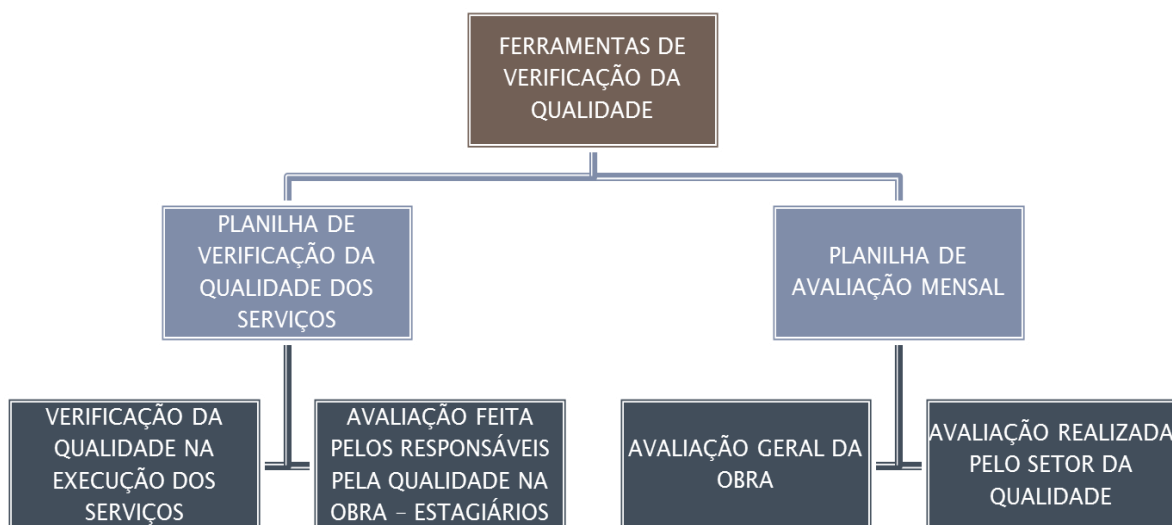 FERRAMENTAS DE
VERIFICAÇÃO DA
QUALIDADE
PLANILHA DE
VERIFICAÇÃO DA
QUALIDADE DOS
SERVIÇOS
PLANILHA DE
AVALIAÇÃO MENSAL
VERIFICAÇÃO DA
QUALIDADE NA
EXECUÇÃO DOS
SERVIÇOS
AVALIAÇÃO FEITA
PELOS RESPONSÁVEIS
PELA QUALIDADE NA
OBRA – ESTAGIÁRIOS
AVALIAÇÃO GERAL DA
OBRA
AVALIAÇÃO REALIZADA
PELO SETOR DA
QUALIDADE